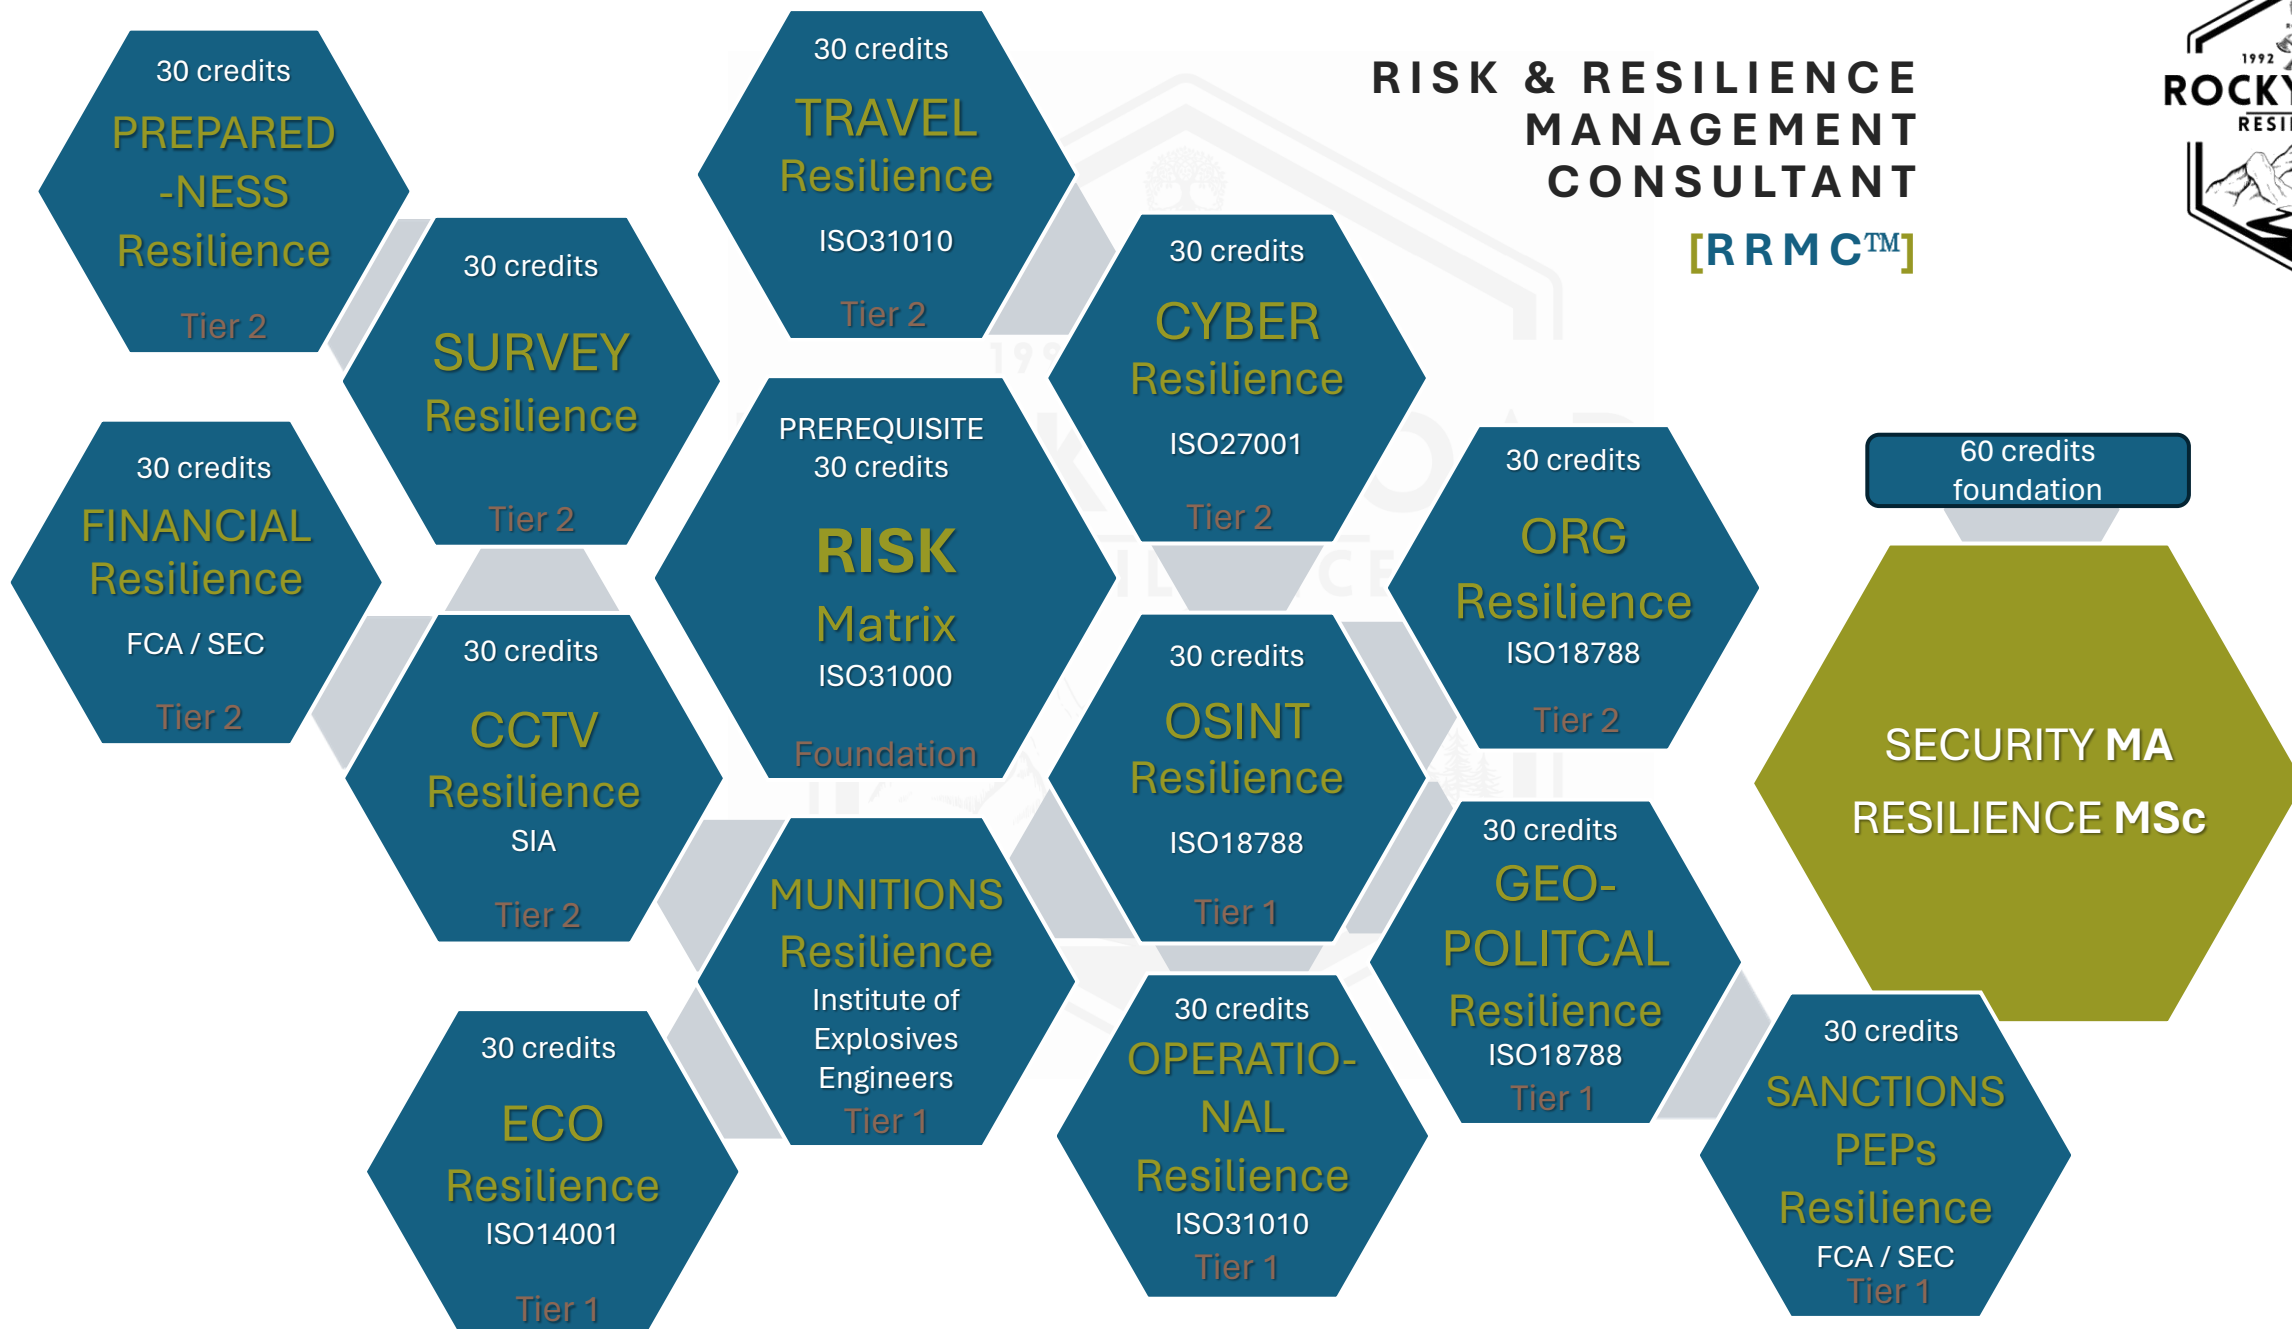 30 credits
PREPARED
-NESS
Resilience
Tier 2
30 credits
TRAVEL
Resilience
ISO31010
Tier 2
RISK & RESILIENCE
MANAGEMENT
CONSULTANT
[RRMC™]
1992
30 credits
SURVEY
Resilience
Tier 2
30 credits
CYBER
Resilience
ISO27001
Tier 2
30 credits
FINANCIAL
Resilience
FCA / SEC
Tier 2
PREREQUISITE
30 credits
RISK
Matrix
ISO31000
Foundation
30 credits
ORG
Resilience
ISO18788
Tier 2
60 credits
foundation
SECURITY MA
RESILIENCE MSc
30 credits
CCTV
Resilience
SIA
Tier 2
30 credits
OSINT
Resilience
ISO18788
Tier 1
MUNITIONS
Resilience
Institute of
Explosives
Engineers
Tier 1
30 credits
GEO-
POLITCAL
Resilience
ISO18788
Tier 1
30 credits
ECO
Resilience
ISO14001
Tier 1
30 credits
OPERATIO-
NAL
Resilience
ISO31010
Tier 1
30 credits
SANCTIONS
PEPs
Resilience
FCA / SEC
Tier 1